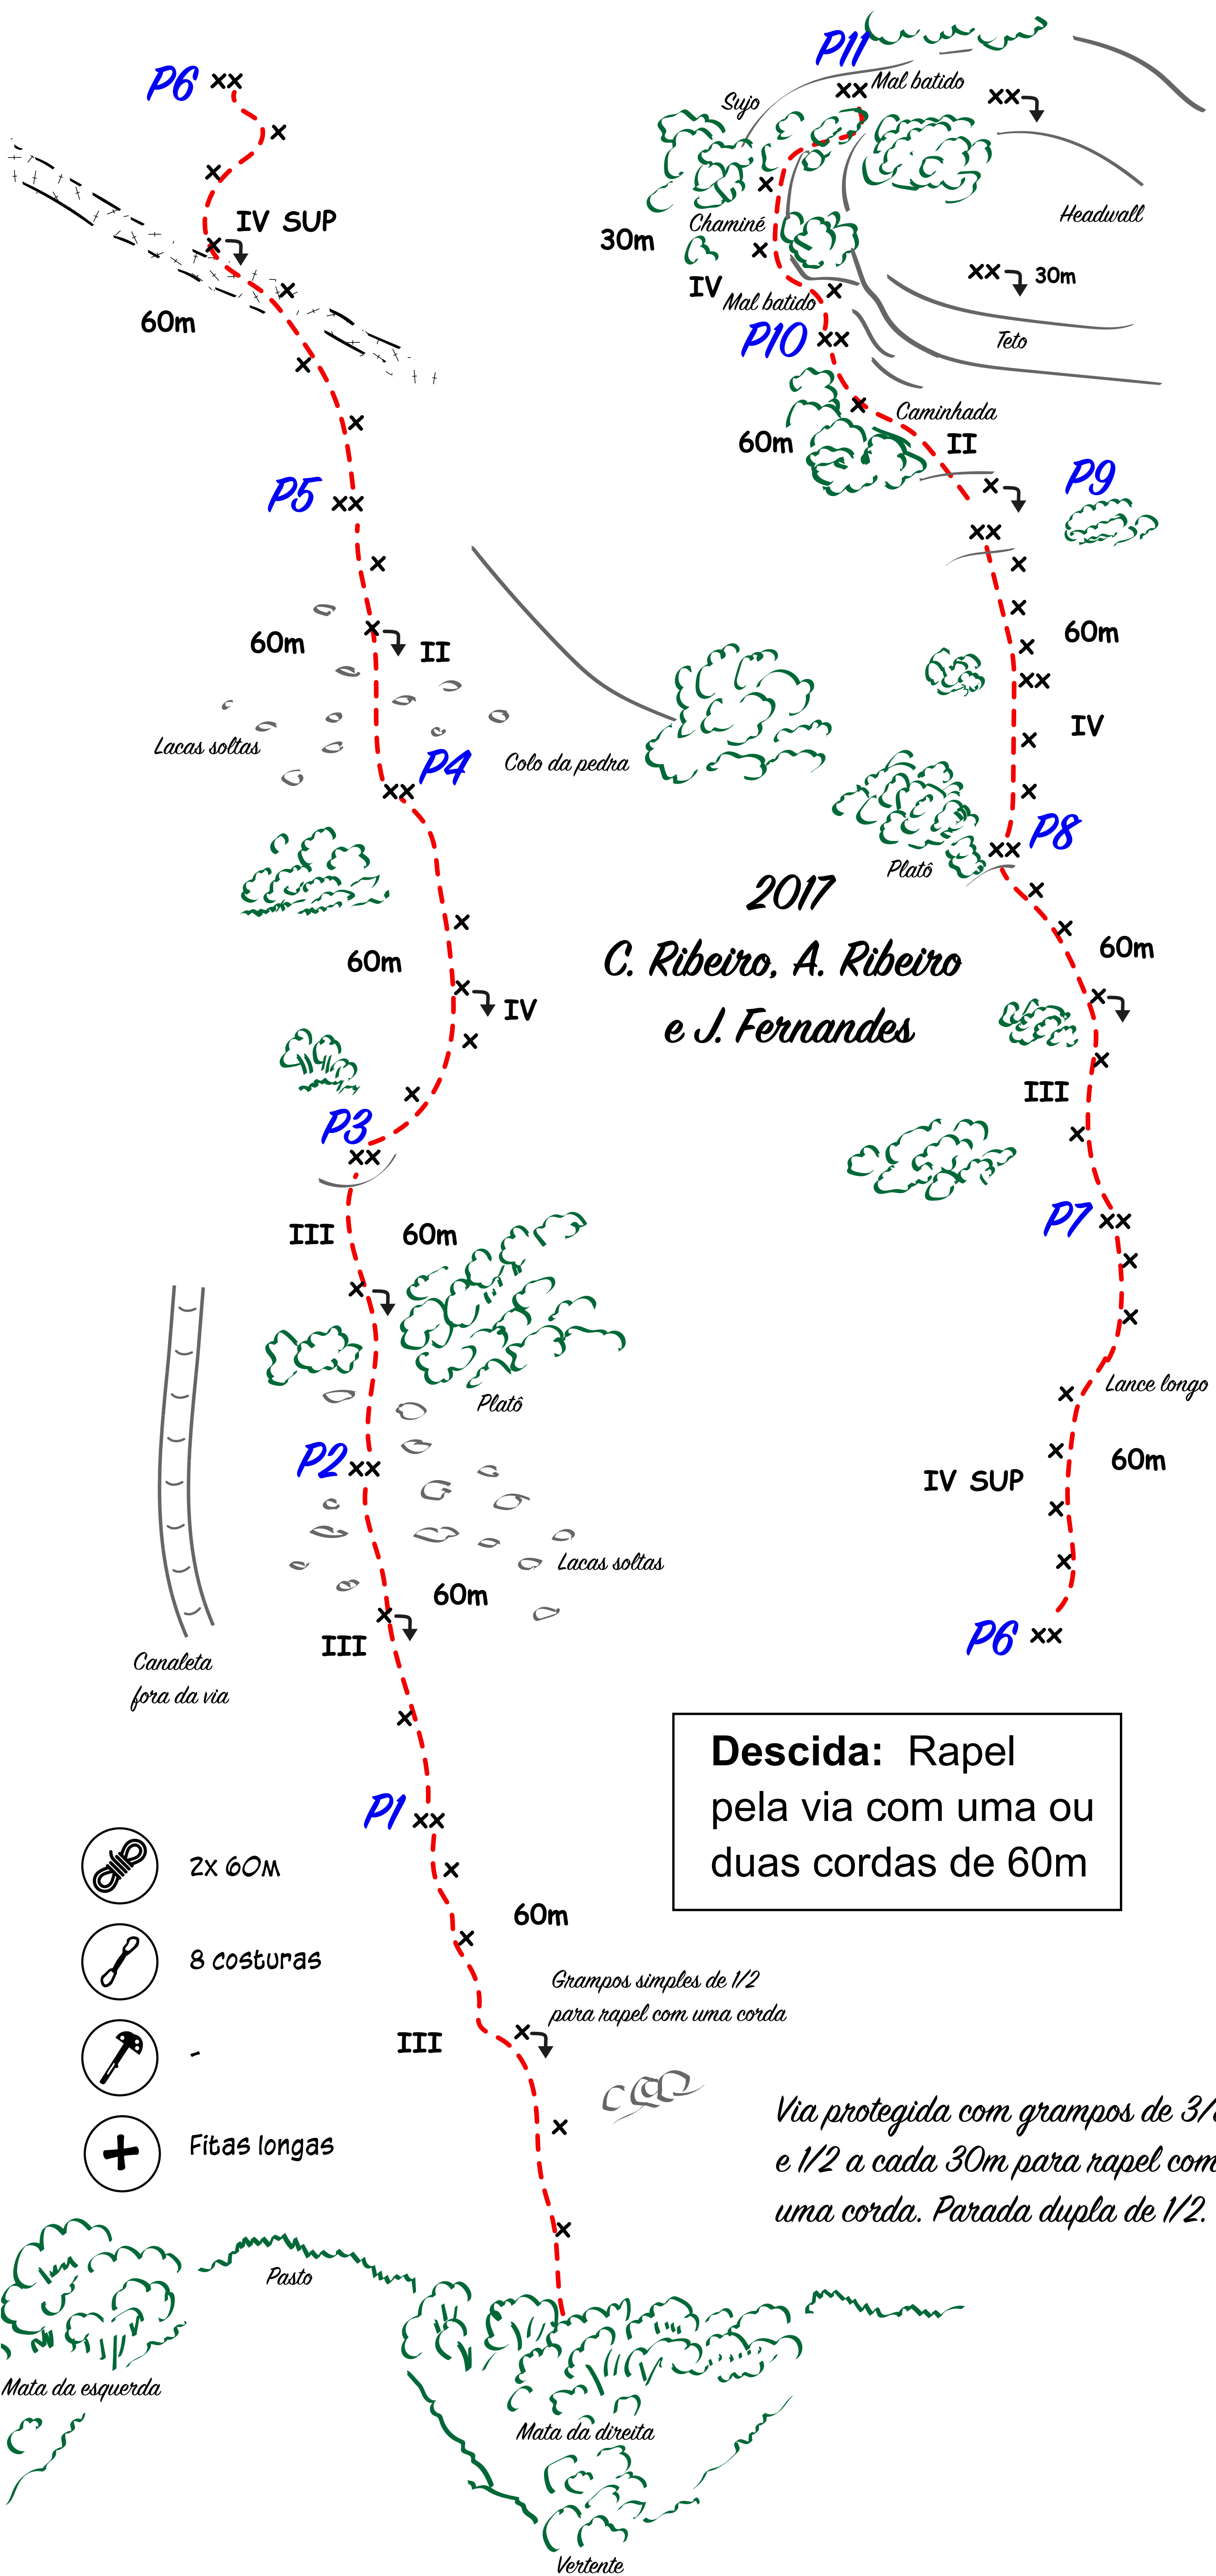 P6
IV SUP
60m
P5
60m
II
Lacas soltas
P4
Colo da pedra
60m
IV
P3
III
60m
Platô
P2
Lacas soltas
60m
III
Canaleta
fora da via
P1
60m
Grampos simples de 1/2
para rapel com uma corda
III
2x 60m
8 costuras
-
Fitas longas
Pasto
Mata da esquerda
Mata da direita
Vertente
P11
Mal batido
Sujo
Chaminé
Headwall
30m
IV
Mal batido
30m
P10
Teto
Caminhada
60m
II
P9
60m
IV
P8
Platô
2017
C. Ribeiro, A. Ribeiro
e J. Fernandes
60m
III
P7
Lance longo
60m
IV SUP
P6
Descida: Rapel
pela via com uma ou
duas cordas de 60m
Via protegida com grampos de 3/
e 1/2 a cada 30m para rapel com
uma corda. Parada dupla de 1/2.